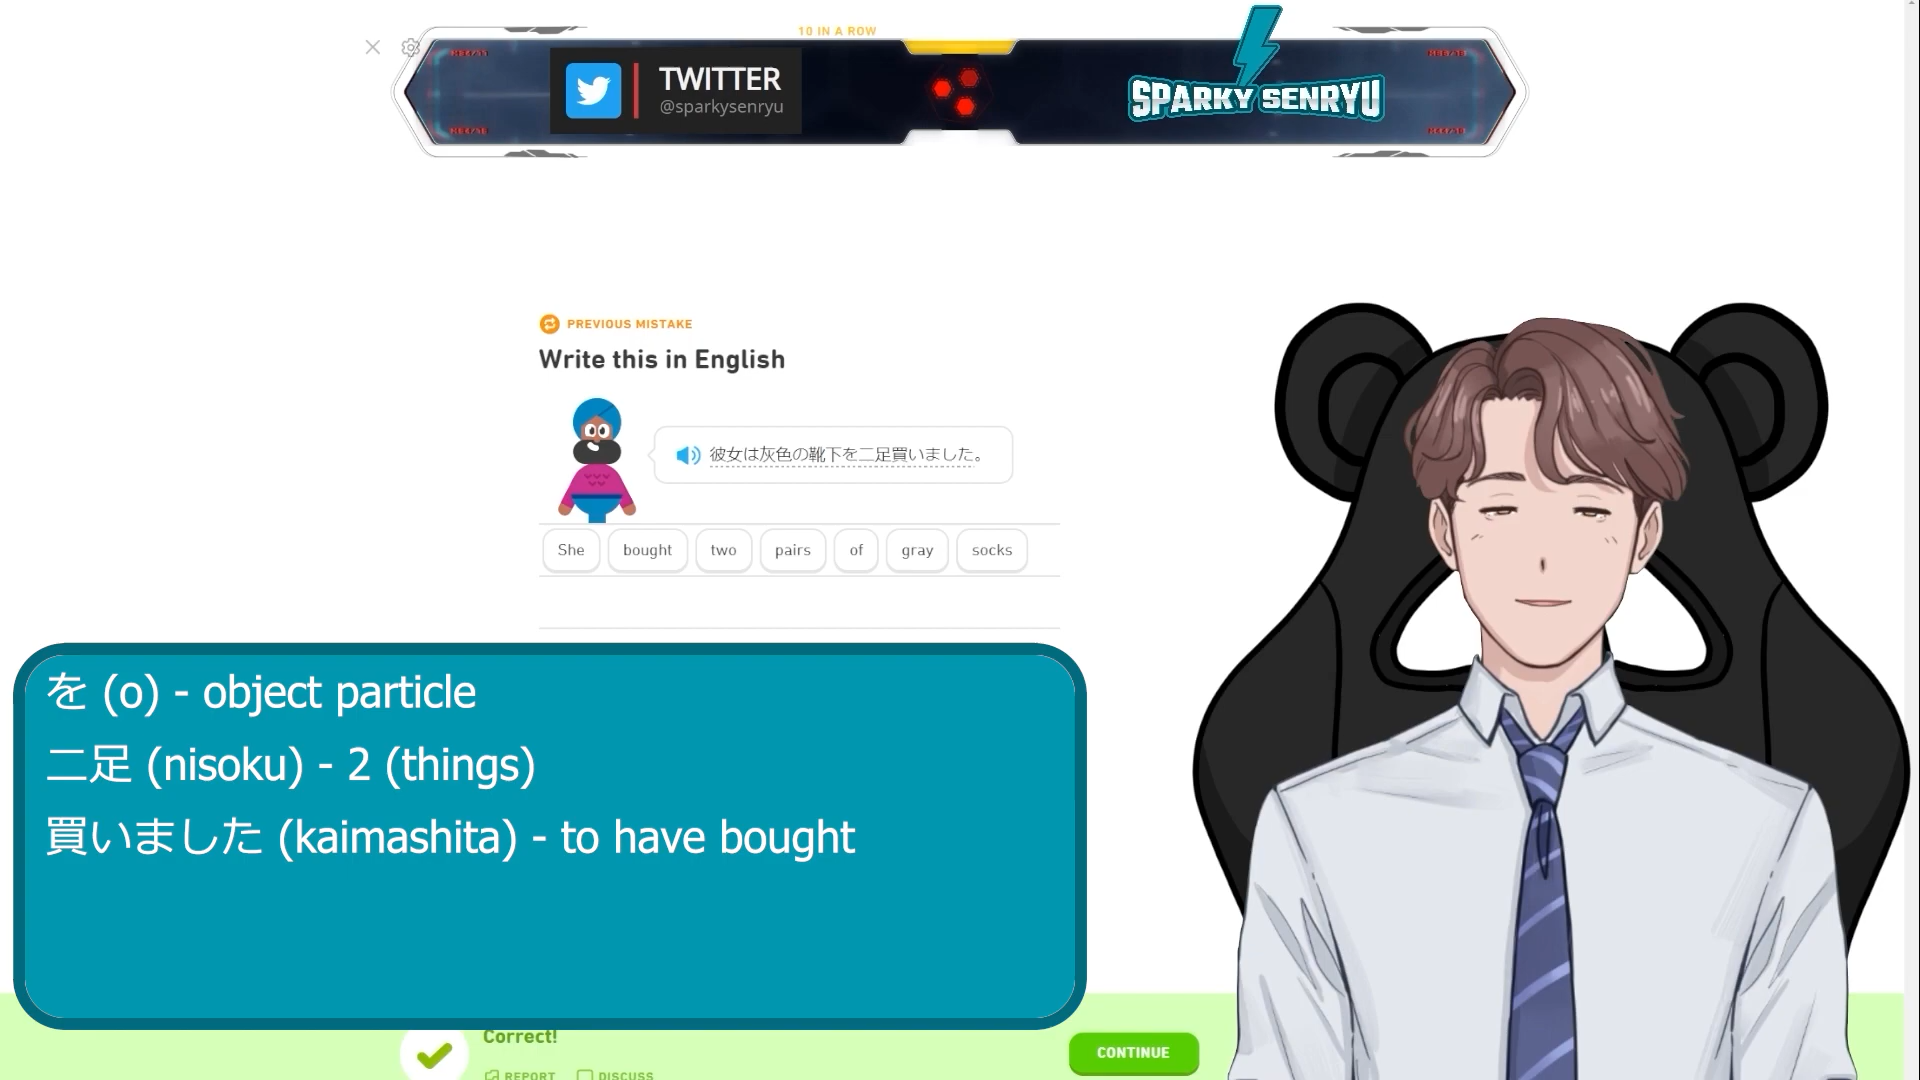 10 IN A ROW
TWITTER
@sparkysenryu
SPARKY SENRYU
PREVIOUS MISTAKE
Write this in English
彼女は灰色の靴下を二足買いました。
She bought two pairs of gray socks
を (o) - object particle
二足 (nisoku) - 2 (things)
買いました (kaimashita) - to have bought
Correct!
CONTINUE
REPORT DISCUSS